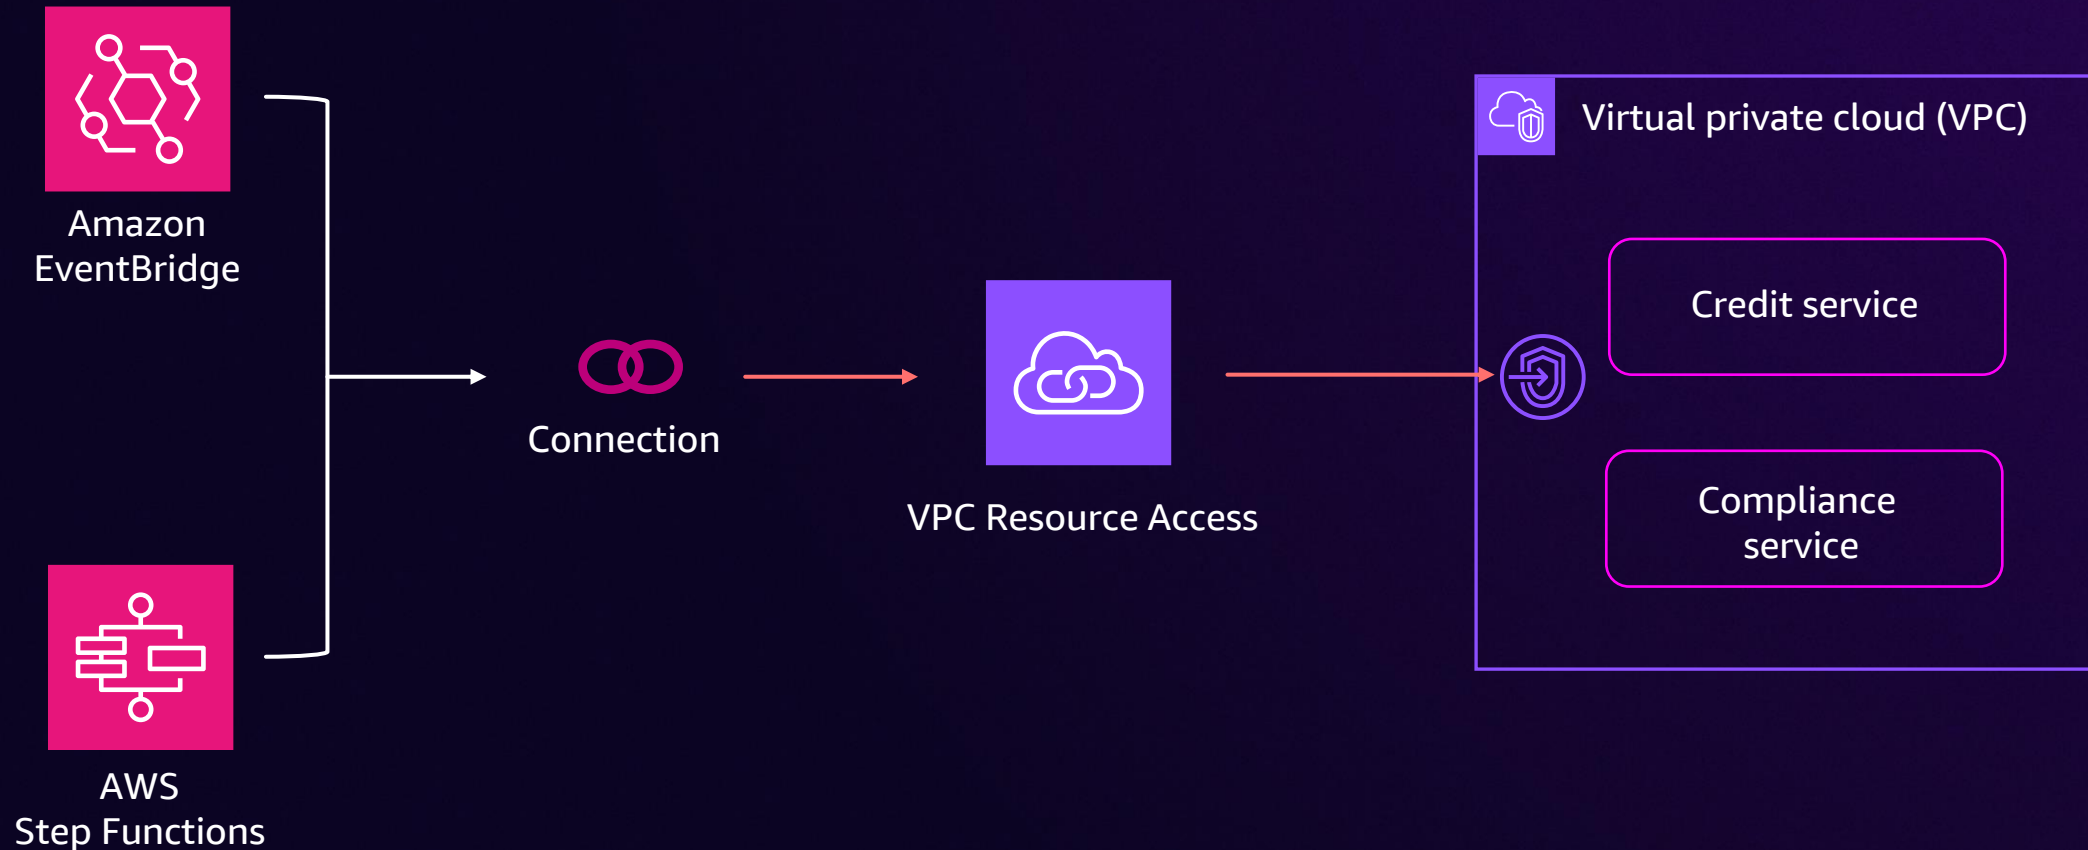 Amazon
EventBridge
AWS
Step Functions
Connection
VPC Resource Access
Virtual private cloud (VPC)
Credit service
Compliance
service